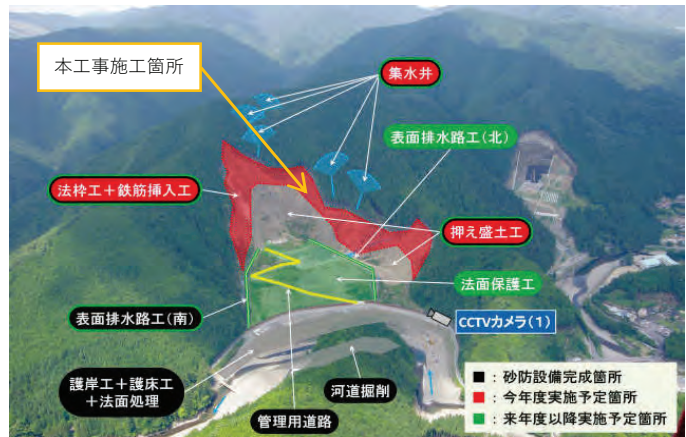 本工事施工箇所
集水井
表面排水路工(北)
法枠工+鉄筋挿入工
押え盛土工
法面保護工
表面排水路工(南)
CCTVカメラ(1)
護岸工+護床工
+法面処理
河道掘削
管理用道路
■:砂防設備完成箇所
■:今年度実施予定箇所
■:来年度以降実施予定箇所